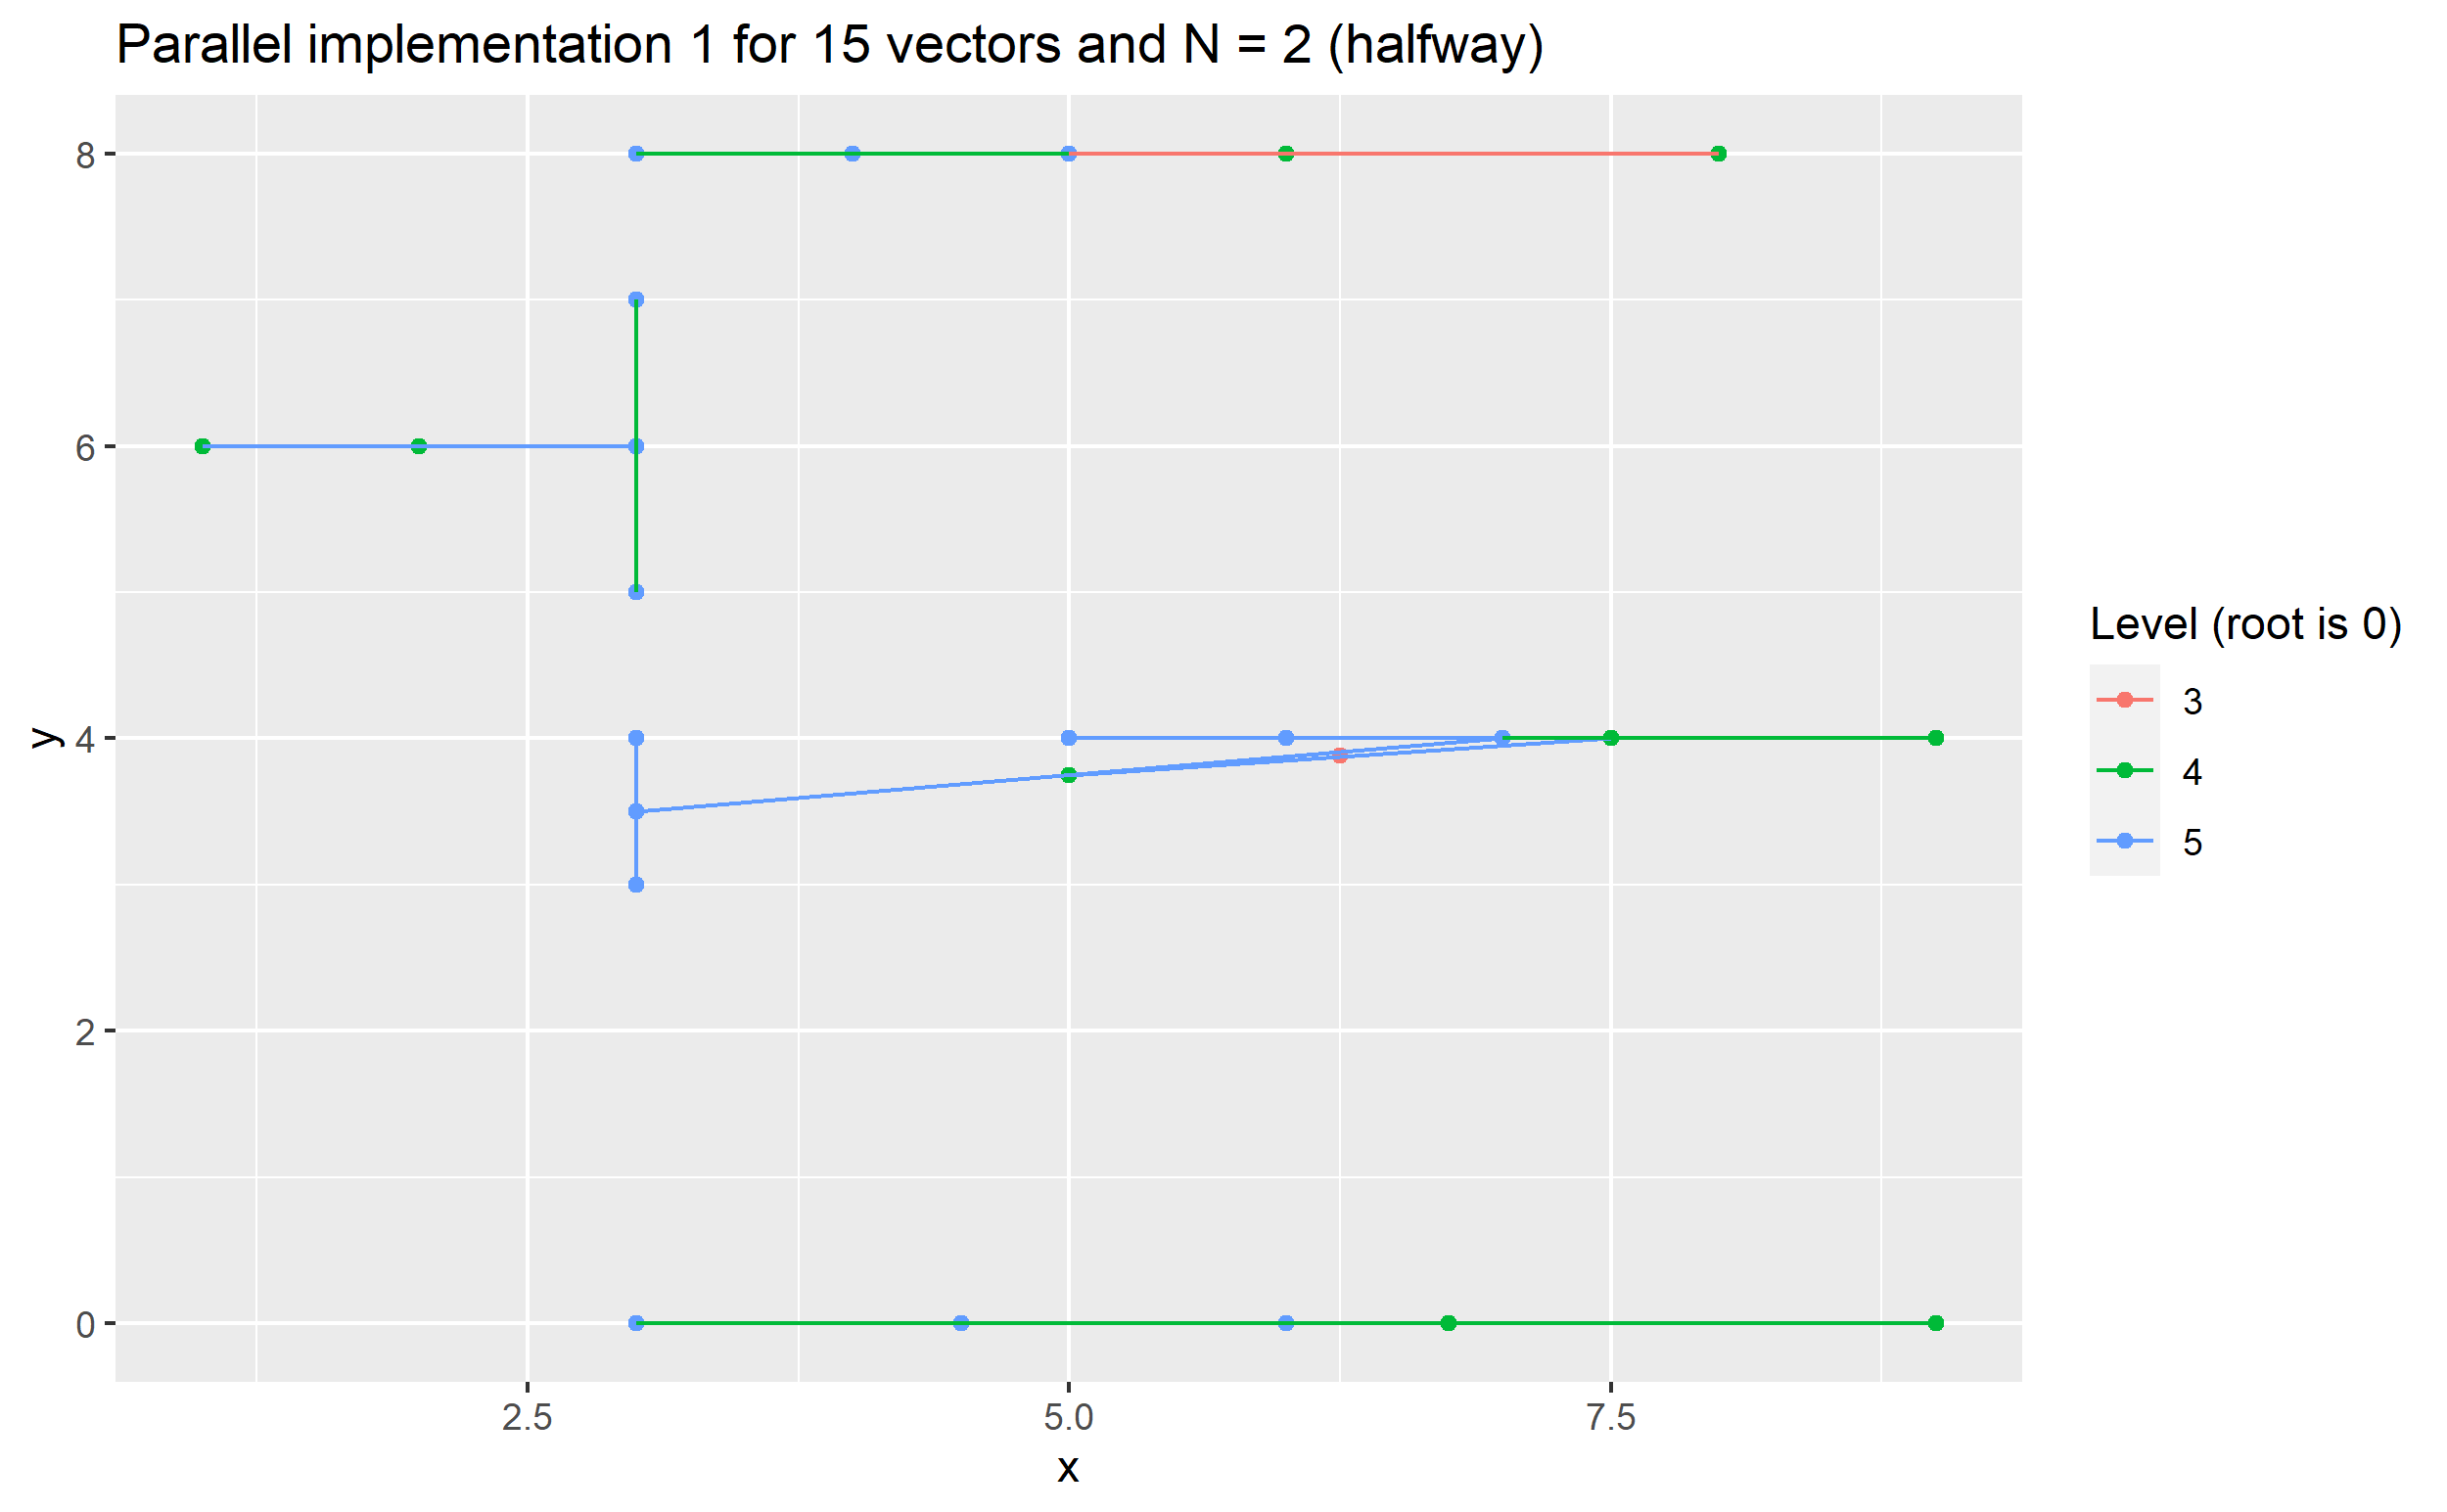 Parallel implementation 1 for 15 vectors and N = 2 (halfway)
8
6
4
2
0
y
2.5 5.0 7.5
x
Level (root is 0)
3
4
5